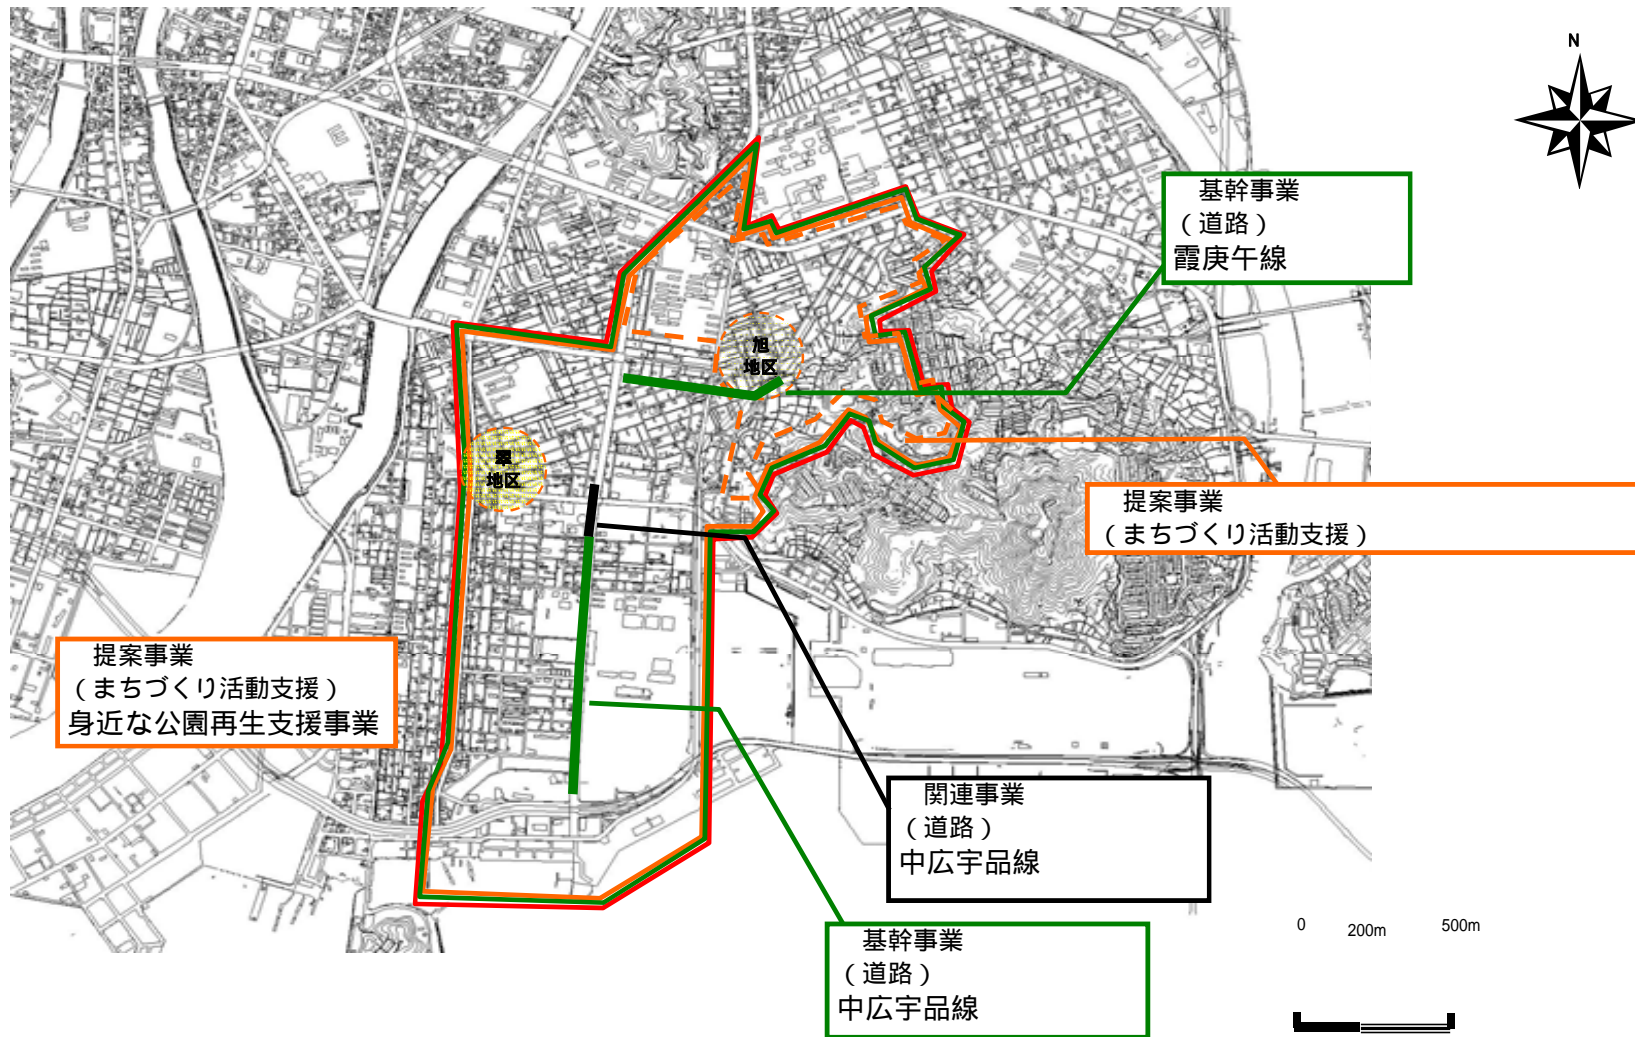 N
基幹事業
（道路）
霞庚午線
旭
地区
翠
地区
提案事業
（まちづくり活動支援）
提案事業
（まちづくり活動支援）
身近な公園再生支援事業
関連事業
（道路）
中広宇品線
基幹事業
（道路）
中広宇品線
0 200m 500m